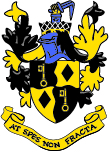 AT SPES NON FRACTA